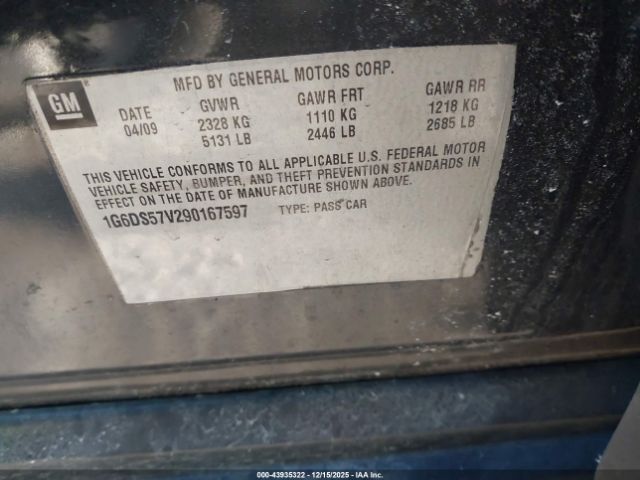 MFD BY GENERAL MOTORS CORP.
GM
DATE GVWR GAWR FRT GAWR RR
04/09 2328 KG 1110 KG 1218 KG
5131 LB 2446 LB 2685 LB
THIS VEHICLE CONFORMS TO ALL APPLICABLE U.S. FEDERAL MOTOR
VEHICLE SAFETY, BUMPER, AND THEFT PREVENTION STANDARDS IN
EFFECT ON THE DATE OF MANUFACTURE SHOWN ABOVE.
1G6DS57V290167597 TYPE: PASS CAR
00-43935322 - 12/15/2025 - IAA Inc.